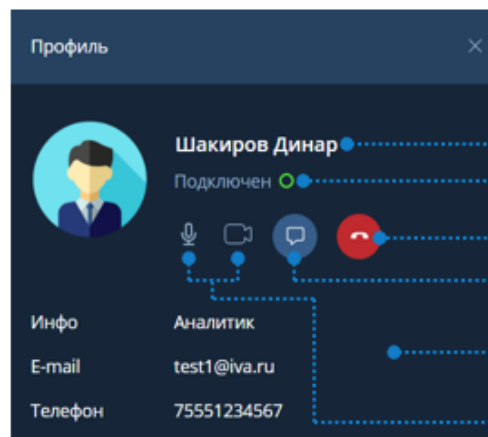 Профиль
Шакиров Динар
Подключен
Инфо Аналитик
E-mail test1@iva.ru
Телефон 75551234567